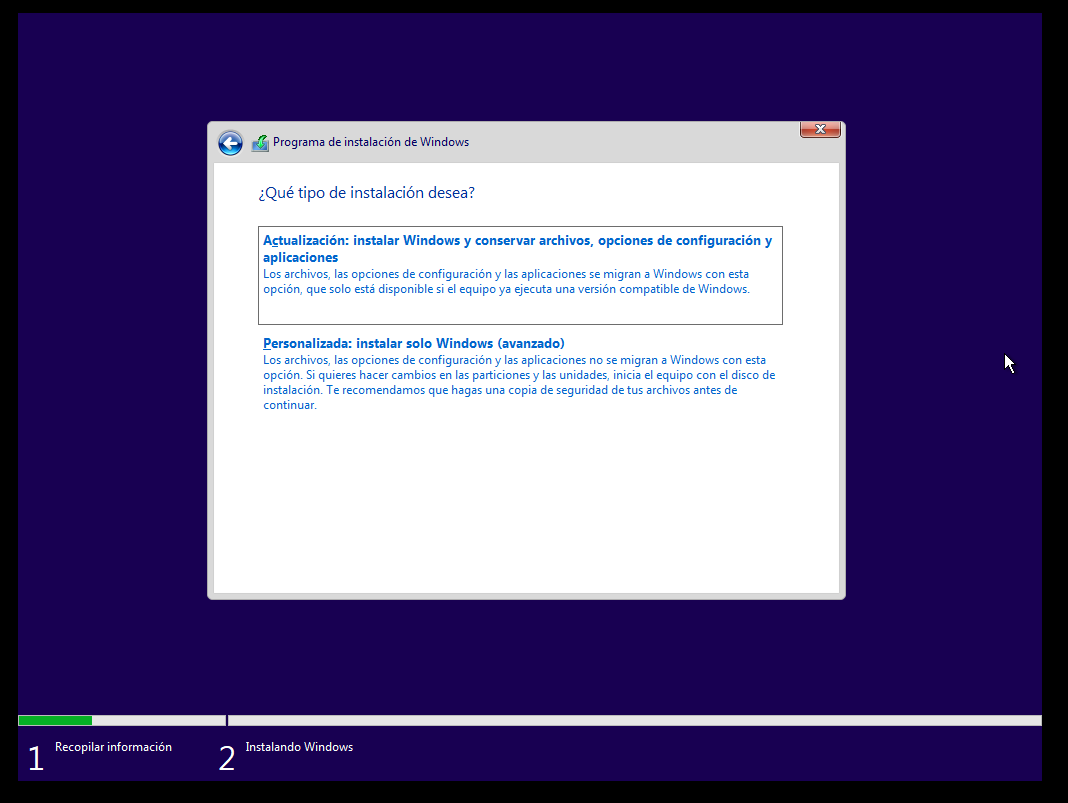 Programa de instalación de Windows
¿Qué tipo de instalación desea?
Actualización: instalar Windows y conservar archivos, opciones de configuración y
aplicaciones
Los archivos, las opciones de configuración y las aplicaciones se migran a Windows con esta
opción, que solo está disponible si el equipo ya ejecuta una versión compatible de Windows.
Personalizada: instalar solo Windows (avanzado)
Los archivos, las opciones de configuración y las aplicaciones no se migran a Windows con esta
opción. Si quieres hacer cambios en las particiones y las unidades, inicia el equipo con el disco de
instalación. Te recomendamos que hagas una copia de seguridad de tus archivos antes de
continuar.
1 Recopilar información
2 Instalando Windows